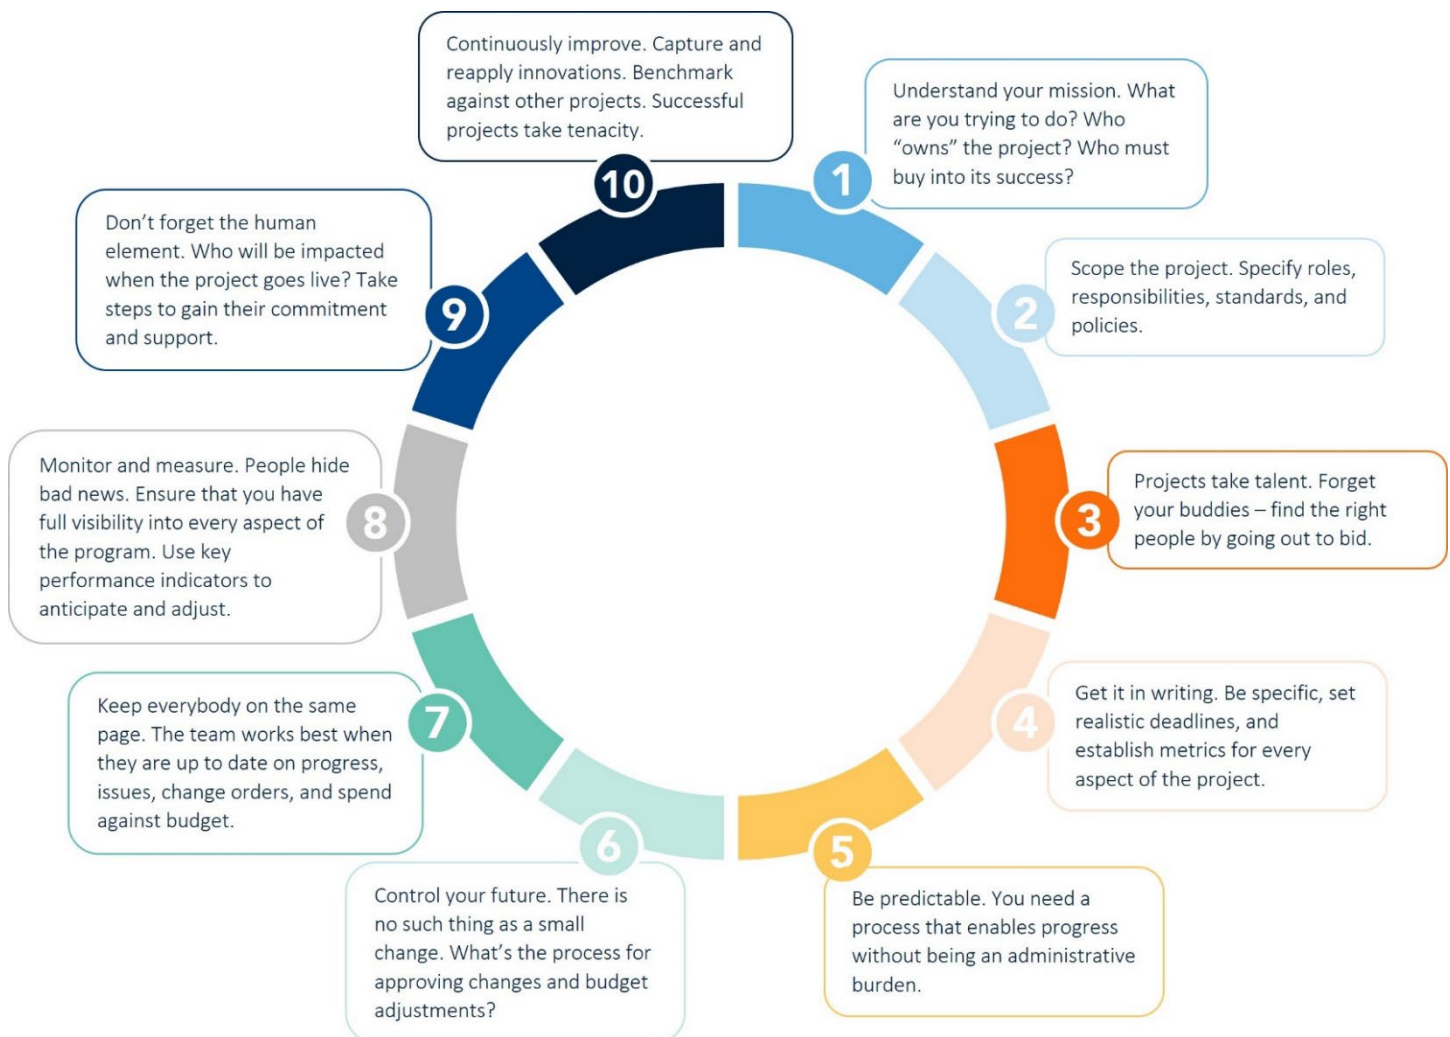 1
Understand your mission. What
are you trying to do? Who
“owns” the project? Who must
buy into its success?
2
Scope the project. Specify roles,
responsibilities, standards, and
policies.
3
Projects take talent. Forget
your buddies – find the right
people by going out to bid.
4
Get it in writing. Be specific, set
realistic deadlines, and
establish metrics for every
aspect of the project.
5
Be predictable. You need a
process that enables progress
without being an administrative
burden.
6
Control your future. There is
no such thing as a small
change. What’s the process for
approving changes and budget
adjustments?
7
Keep everybody on the same
page. The team works best when
they are up to date on progress,
issues, change orders, and spend
against budget.
8
Monitor and measure. People hide
bad news. Ensure that you have
full visibility into every aspect of
the program. Use key
performance indicators to
anticipate and adjust.
9
Don’t forget the human
element. Who will be impacted
when the project goes live? Take
steps to gain their commitment
and support.
10
Continuously improve. Capture and
reapply innovations. Benchmark
against other projects. Successful
projects take tenacity.